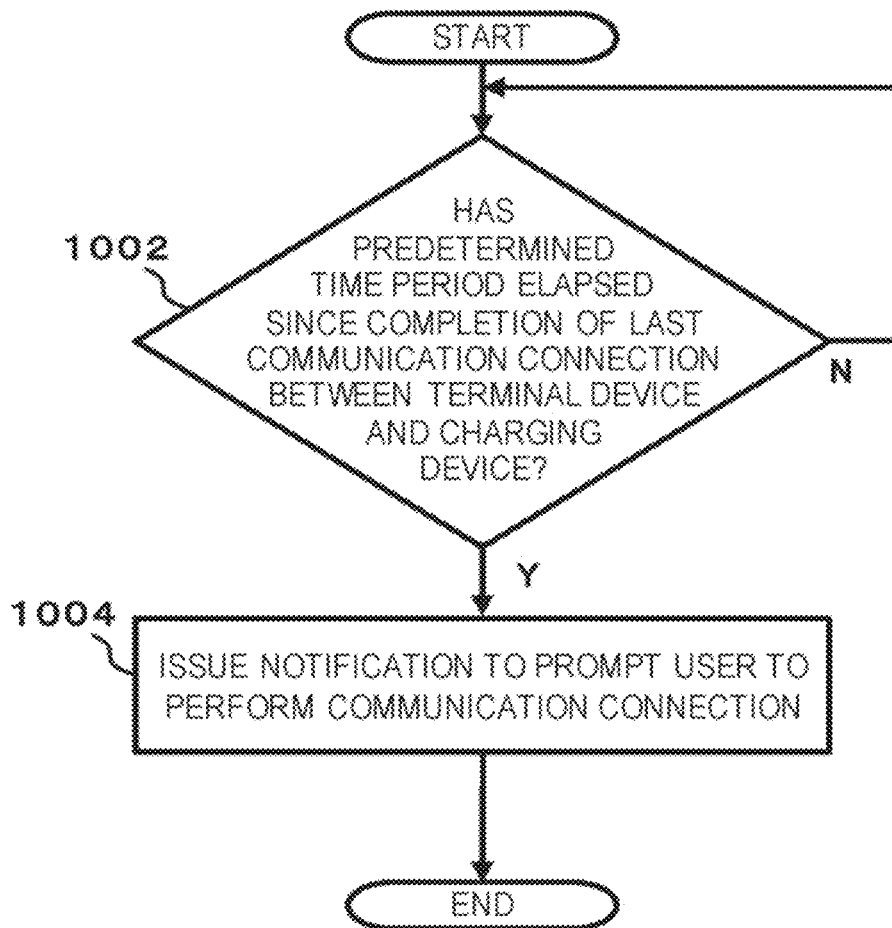 START
1002
HAS
PREDETERMINED
TIME PERIOD ELAPSED
SINCE COMPLETION OF LAST
COMMUNICATION CONNECTION
BETWEEN TERMINAL DEVICE
AND CHARGING
DEVICE?
N
Y
1004
ISSUE NOTIFICATION TO PROMPT USER TO
PERFORM COMMUNICATION CONNECTION
END